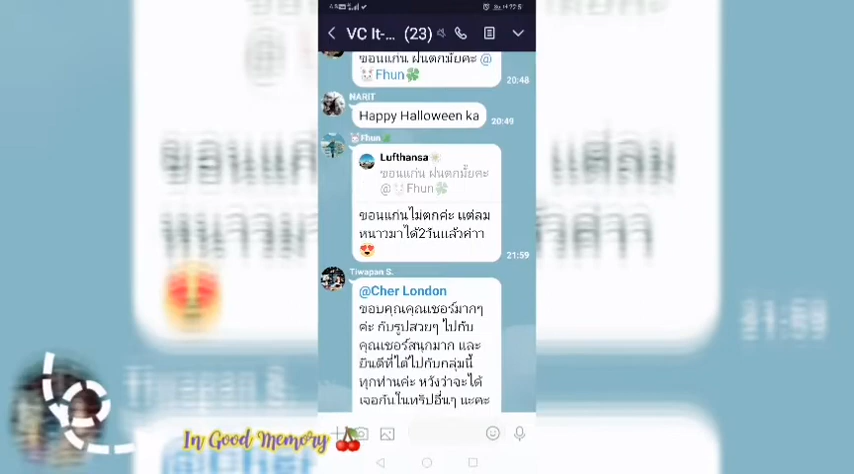 VC It-... (23)
ขอนแก่น ฝนตกมั้ยคะ @
Fhun
20:48
NARIT
Happy Halloween ka
20:49
Fhun
Lufthansa
ขอนแก่น ฝนตกมั้ยคะ
@Fhun
ขอนแก่นไม่ตกค่ะ แต่ลม
หนาวมาได้2วันแล้วค่าา
😍
21:59
Tiwapan S.
@Cher London
ขอบคุณคุณเชอร์มากๆ
ค่ะ กับรูปสวยๆ ไปกับ
คุณเชอร์สนุกมาก และ
ยินดีที่ได้ไปกับกลุ่มนี้
ทุกท่านค่ะ หวังว่าจะได้
เจอกันในทริปอื่นๆ นะคะ
In Good Memory 🍒